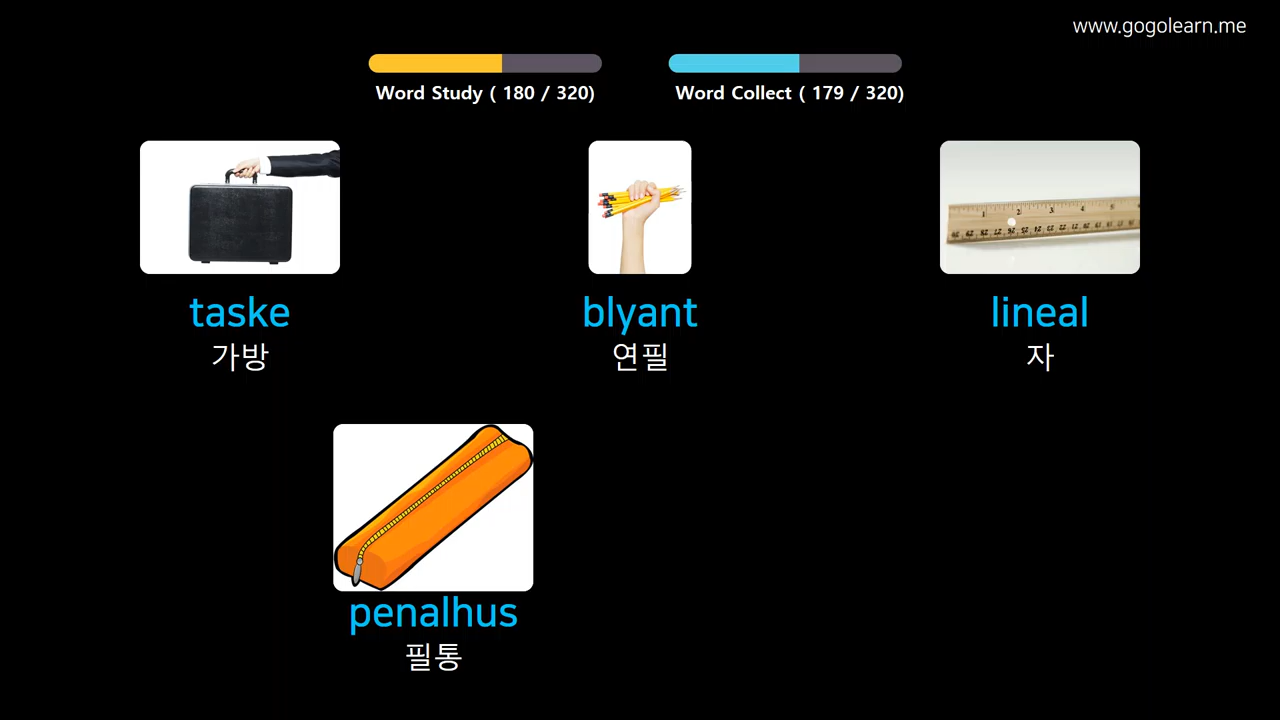 www.gogolearn.me
Word Study ( 180 / 320)
Word Collect ( 179 / 320)
taske
가방
blyant
연필
lineal
자
penalhus
필통